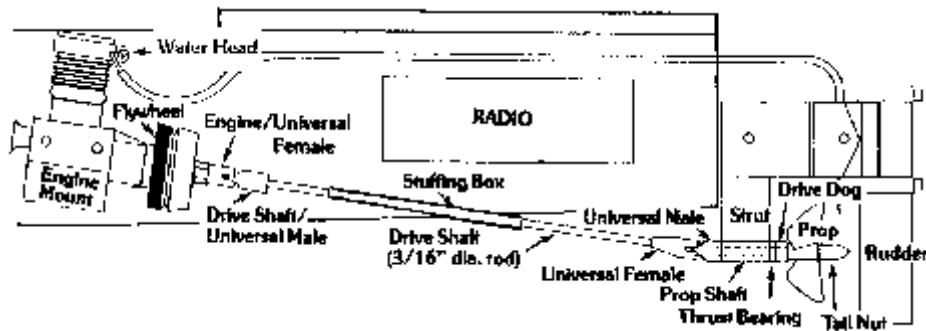 Water Head
Flywheel
Engine/Universal
Female
RADIO
Engine
Mount
Stuffing Box
Drive Shaft/
Universal Male
Drive Shaft
(3/16" dia. rod)
Universal Male
Strut
Drive Dog
Prop
Rudder
Universal Female
Prop Shaft
Thrust Bearing
Tail Nut